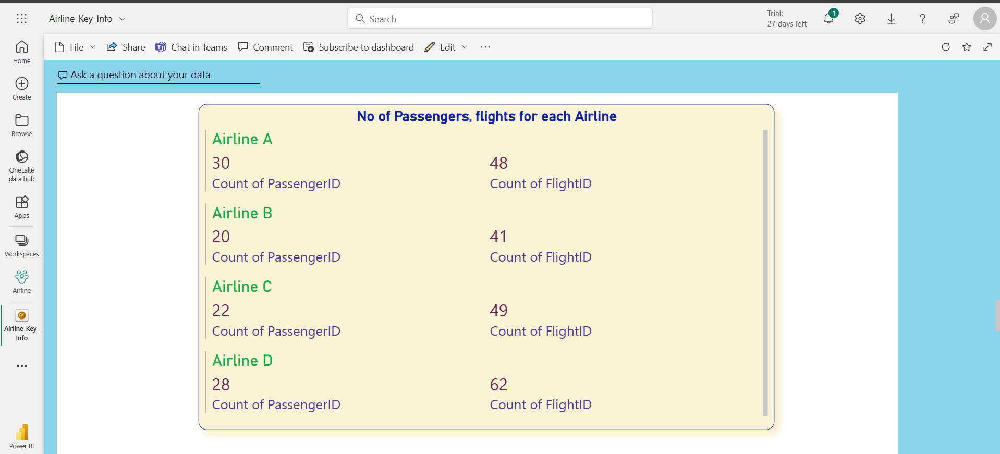 Airline_Key_Info
Search
Trial:
27 days left
1
File
Share
Chat in Teams
Comment
Subscribe to dashboard
Edit
Home
Create
Browse
OneLake
data hub
Apps
Workspaces
Airline
Airline_Key_
Info
Power BI
Ask a question about your data
No of Passengers, flights for each Airline
Airline A
30 48
Count of PassengerID Count of FlightID
Airline B
20 41
Count of PassengerID Count of FlightID
Airline C
22 49
Count of PassengerID Count of FlightID
Airline D
28 62
Count of PassengerID Count of FlightID